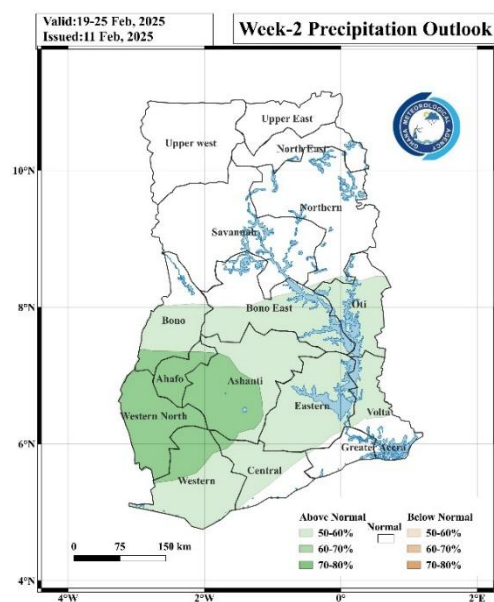 Valid:19-25 Feb, 2025
Issued:11 Feb, 2025
Week-2 Precipitation Outlook
GHANA METEOROLOGICAL AGENCY
Upper East
Upper west
North East
10°N
Northern
Savannah
8°N
Bono East
Oti
Bono
Ahafo
Ashanti
Western North
Eastern
Volta
6°N
Greater Accra
Western
Central
Above Normal
Normal
Below Normal
50-60%
50-60%
60-70%
60-70%
70-80%
70-80%
0 75 150 km
4°N
4°W 2°W 0° 2°E